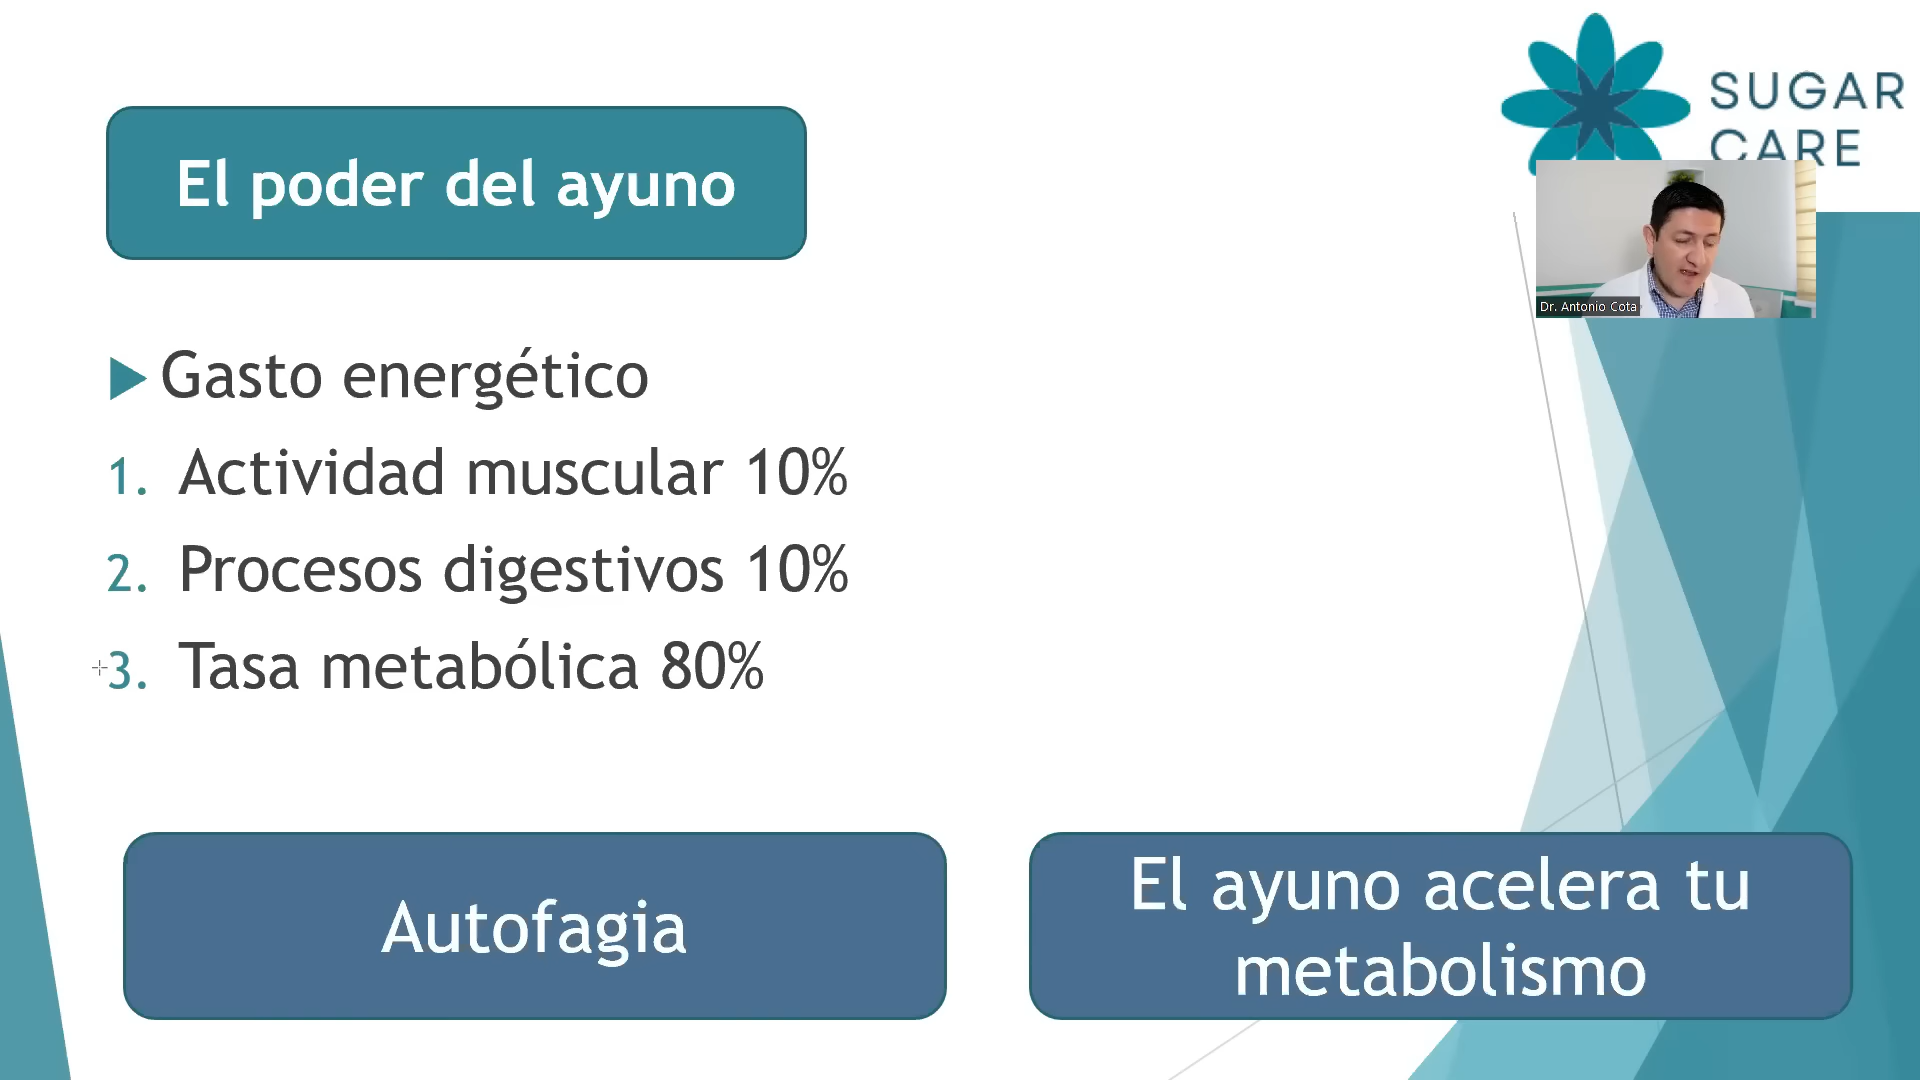 SUGAR
CARE
El poder del ayuno
Dr. Antonio Cota
Gasto energético
1. Actividad muscular 10%
2. Procesos digestivos 10%
3. Tasa metabólica 80%
Autofagia
El ayuno acelera tu
metabolismo